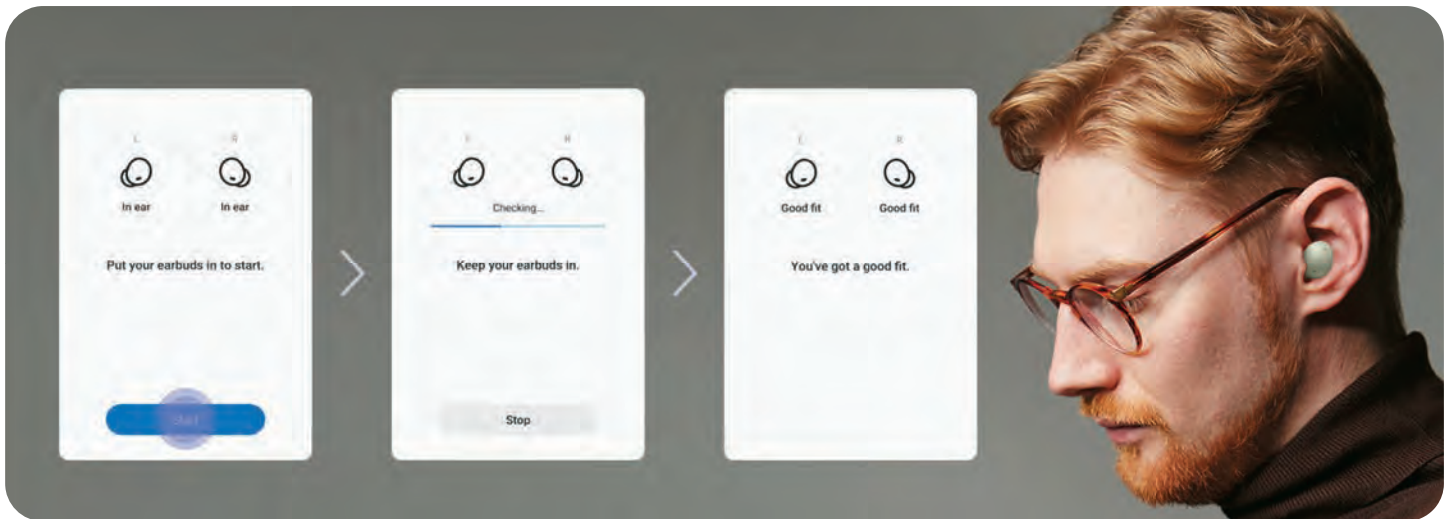 L R
In ear In ear
Put your earbuds in to start.
Start
L R
Checking...
Keep your earbuds in.
Stop
L R
Good fit Good fit
You've got a good fit.